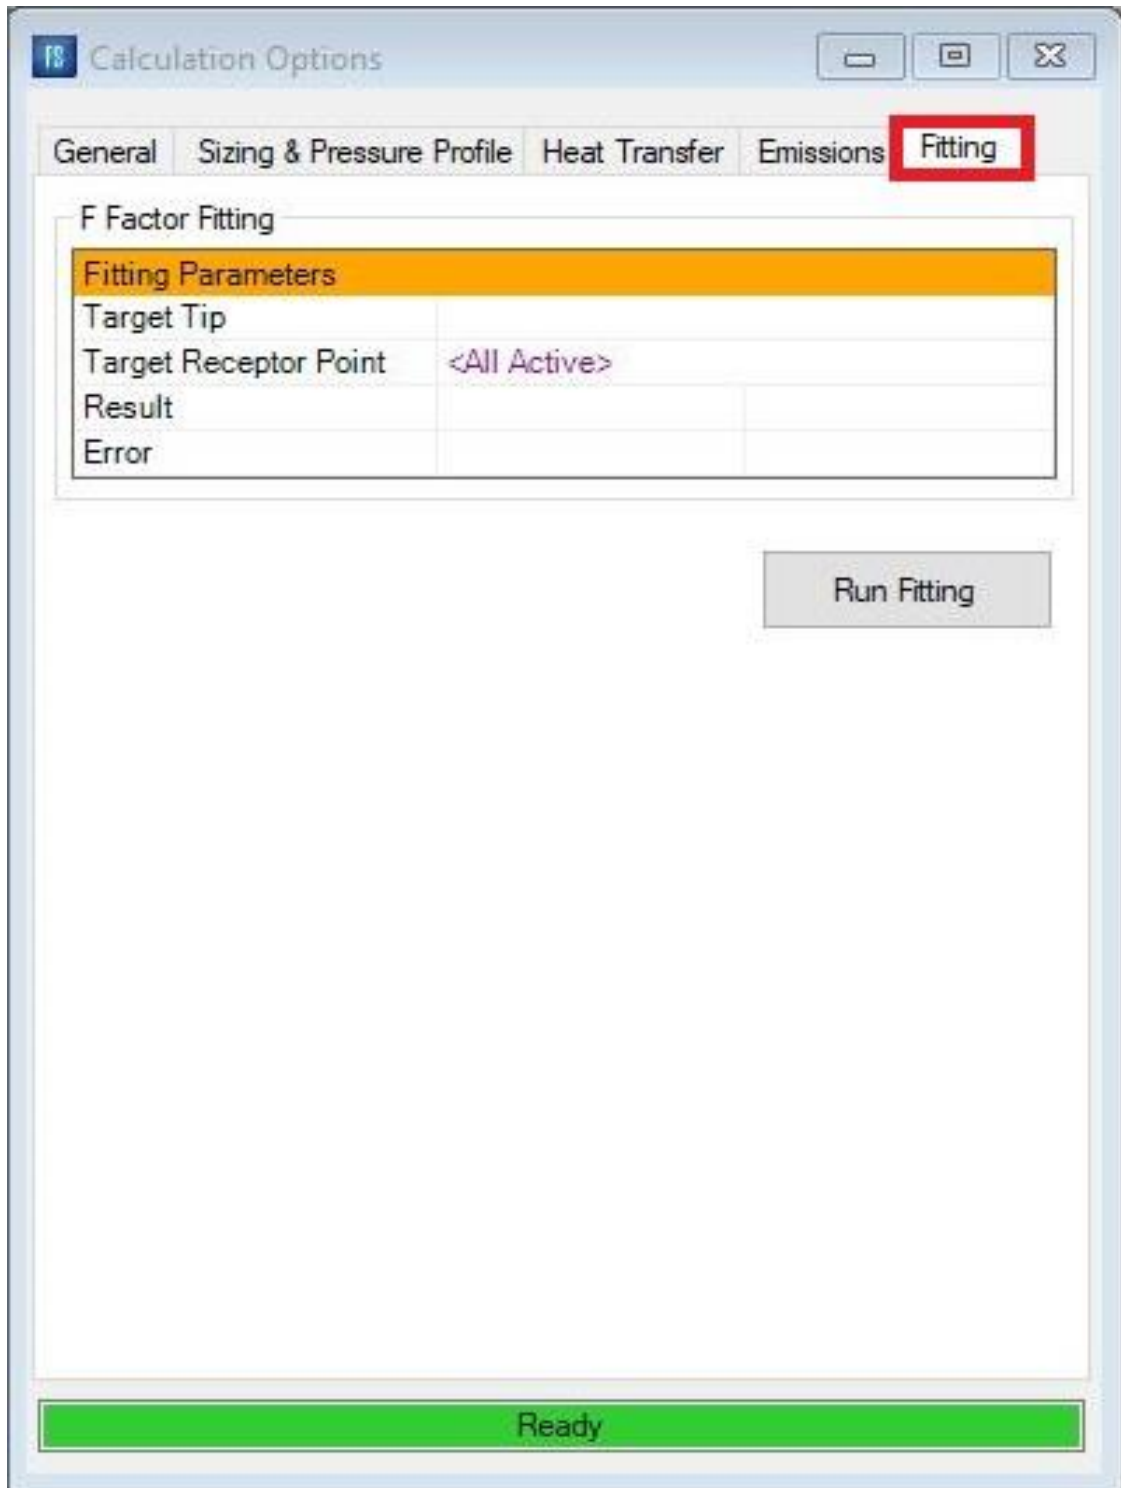 FS Calculation Options
General Sizing & Pressure Profile Heat Transfer Emissions Fitting
F Factor Fitting
Fitting Parameters
Target Tip
Target Receptor Point <All Active>
Result
Error
Run Fitting
Ready